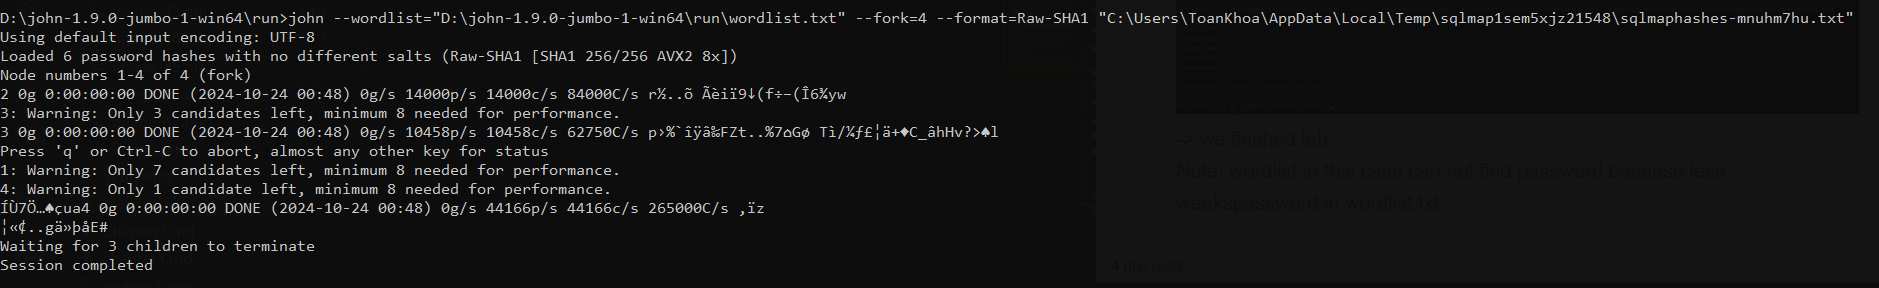 D:\john-1.9.0-jumbo-1-win64\run>john --wordlist="D:\john-1.9.0-jumbo-1-win64\run\wordlist.txt" --fork=4 --format=Raw-SHA1 "C:\Users\ToanKhoa\AppData\Local\Temp\sqlmap1sem5xjz21548\sqlmaphashes-mnuhm7hu.txt"
Using default input encoding: UTF-8
Loaded 6 password hashes with no different salts (Raw-SHA1 [SHA1 256/256 AVX2 8x])
Node numbers 1-4 of 4 (fork)
2 0g 0:00:00:00 DONE (2024-10-24 00:48) 0g/s 14000p/s 14000c/s 84000C/s r½..õ Ãèiï9↓(f÷–(Î6¾yw
3: Warning: Only 3 candidates left, minimum 8 needed for performance.
3 0g 0:00:00:00 DONE (2024-10-24 00:48) 0g/s 10458p/s 10458c/s 62750C/s p›%`îÿâ‰FZt..%7⌂Gø Tì/¼ƒ£¦ä+♦C_âhHv?>♠l
Press 'q' or Ctrl-C to abort, almost any other key for status
1: Warning: Only 7 candidates left, minimum 8 needed for performance.
4: Warning: Only 1 candidate left, minimum 8 needed for performance.
ÍÙ7Ö…♠çua4 0g 0:00:00:00 DONE (2024-10-24 00:48) 0g/s 44166p/s 44166c/s 265000C/s ‚ïz
¦«¢..gä»þåE#
Waiting for 3 children to terminate
Session completed
-> we finshed lab .
Note: wordlist in this case can not find password because less
weakspassword in wordlist.txt
4 min read